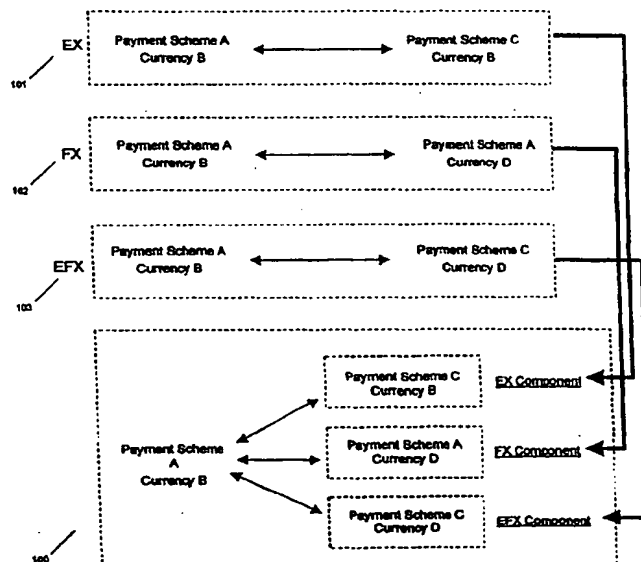 EX
Payment Scheme A
Currency B
Payment Scheme C
Currency B
101
FX
Payment Scheme A
Currency B
Payment Scheme A
Currency D
102
EFX
Payment Scheme A
Currency B
Payment Scheme C
Currency D
103
Payment Scheme C
Currency B
EX Component
Payment Scheme
A
Currency B
Payment Scheme A
Currency D
FX Component
Payment Scheme C
Currency D
EFX Component
100